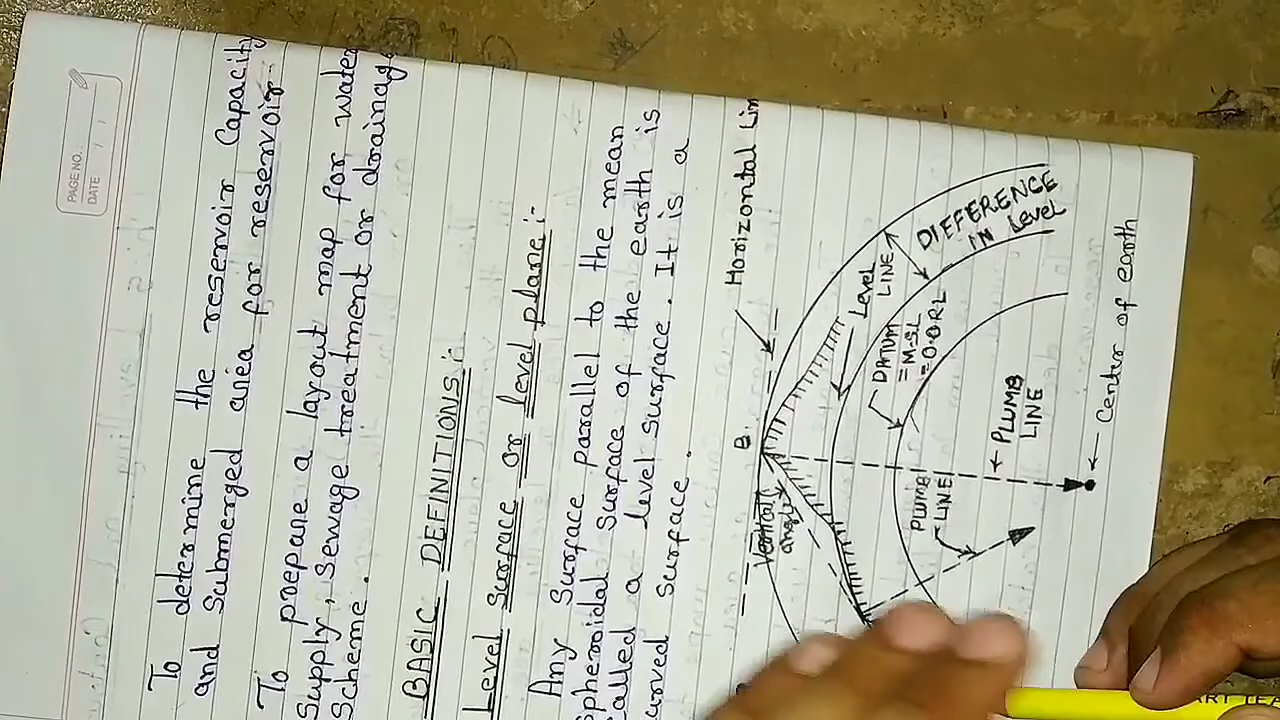 PAGE NO.:
DATE / /
To determine the reservoir Capacity
and Submerged area for reservoir.
To prepare a layout map for water
Supply, Sewage treatment or drainage
Scheme.
BASIC DEFINITIONS :-
Level Surface or level plane :-
Any Surface parallel to the mean
Spheroidal Surface of the earth is
called a level surface. It is a
curved surface.
Horizontal Lin
B
Vertical
angle
Level
LINE
DIFFERENCE
IN Level
DATUM
= M.S.L
= 0.0 R.L
PLUMB
LINE
PLUMB
LINE
Center of earth